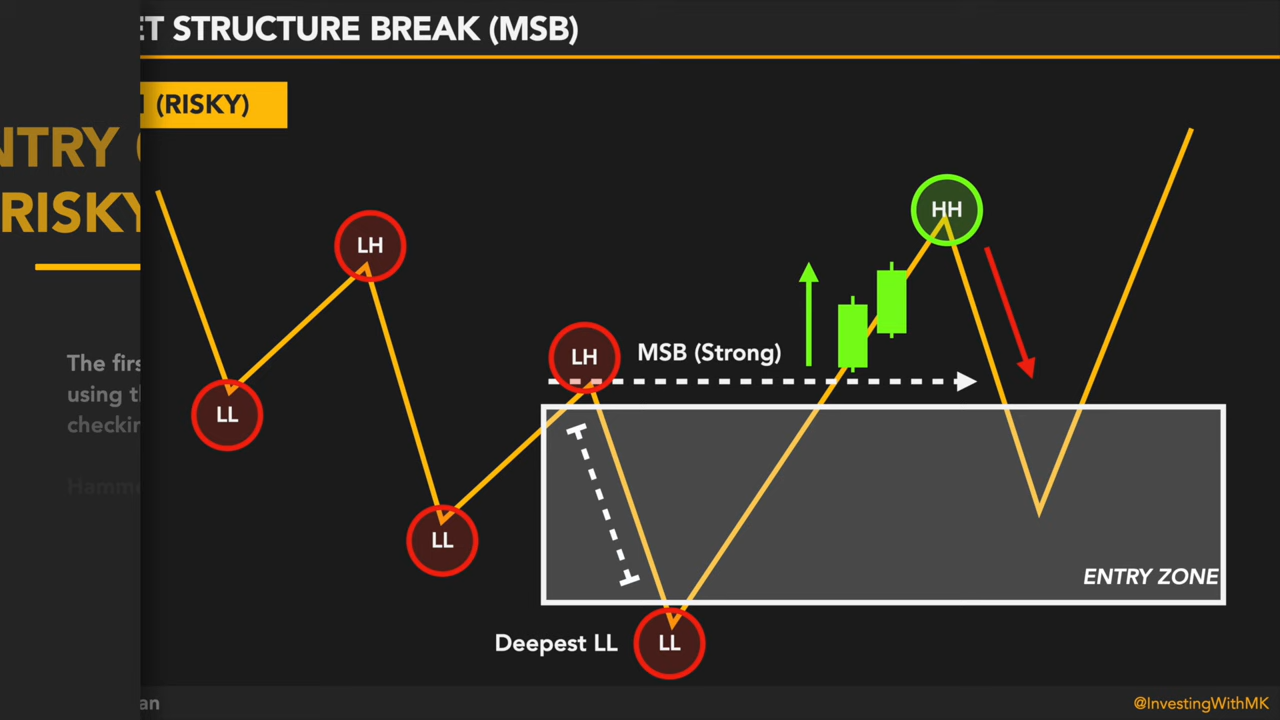 ET STRUCTURE BREAK (MSB)
(RISKY)
NTRY
RISKY
LH
HH
LH
MSB (Strong)
The firs
using t
LL
checkin
Hamme
LL
ENTRY ZONE
Deepest LL
LL
an
@InvestingWithMK